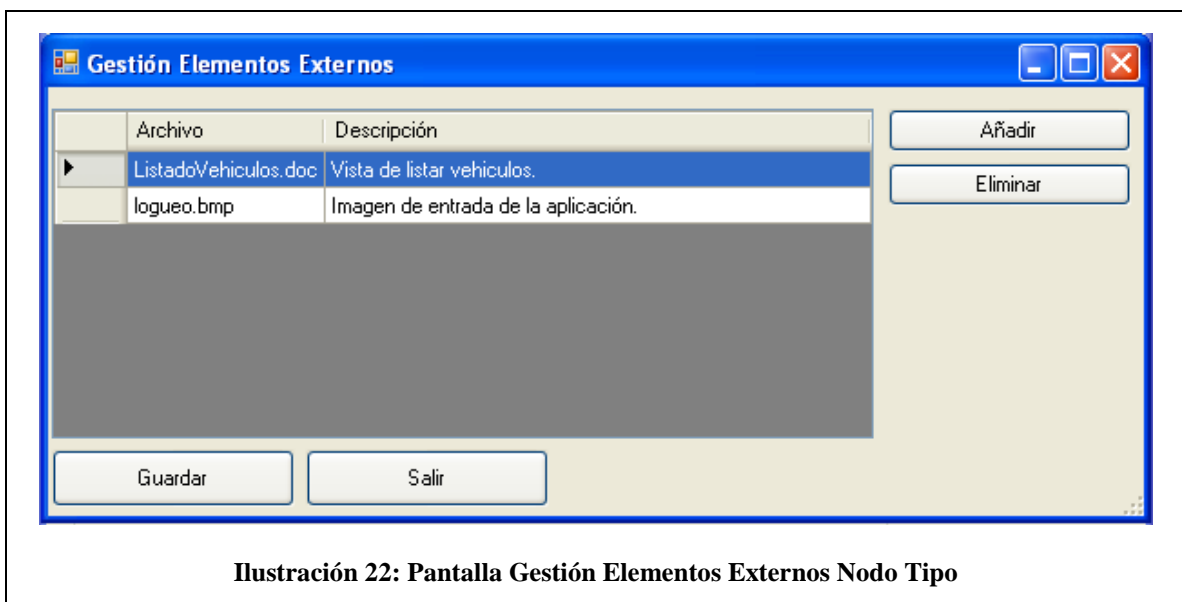 Gestión Elementos Externos
Archivo Descripción
ListadoVehiculos.doc Vista de listar vehiculos.
logueo.bmp Imagen de entrada de la aplicación.
Añadir
Eliminar
Guardar Salir
Ilustración 22: Pantalla Gestión Elementos Externos Nodo Tipo